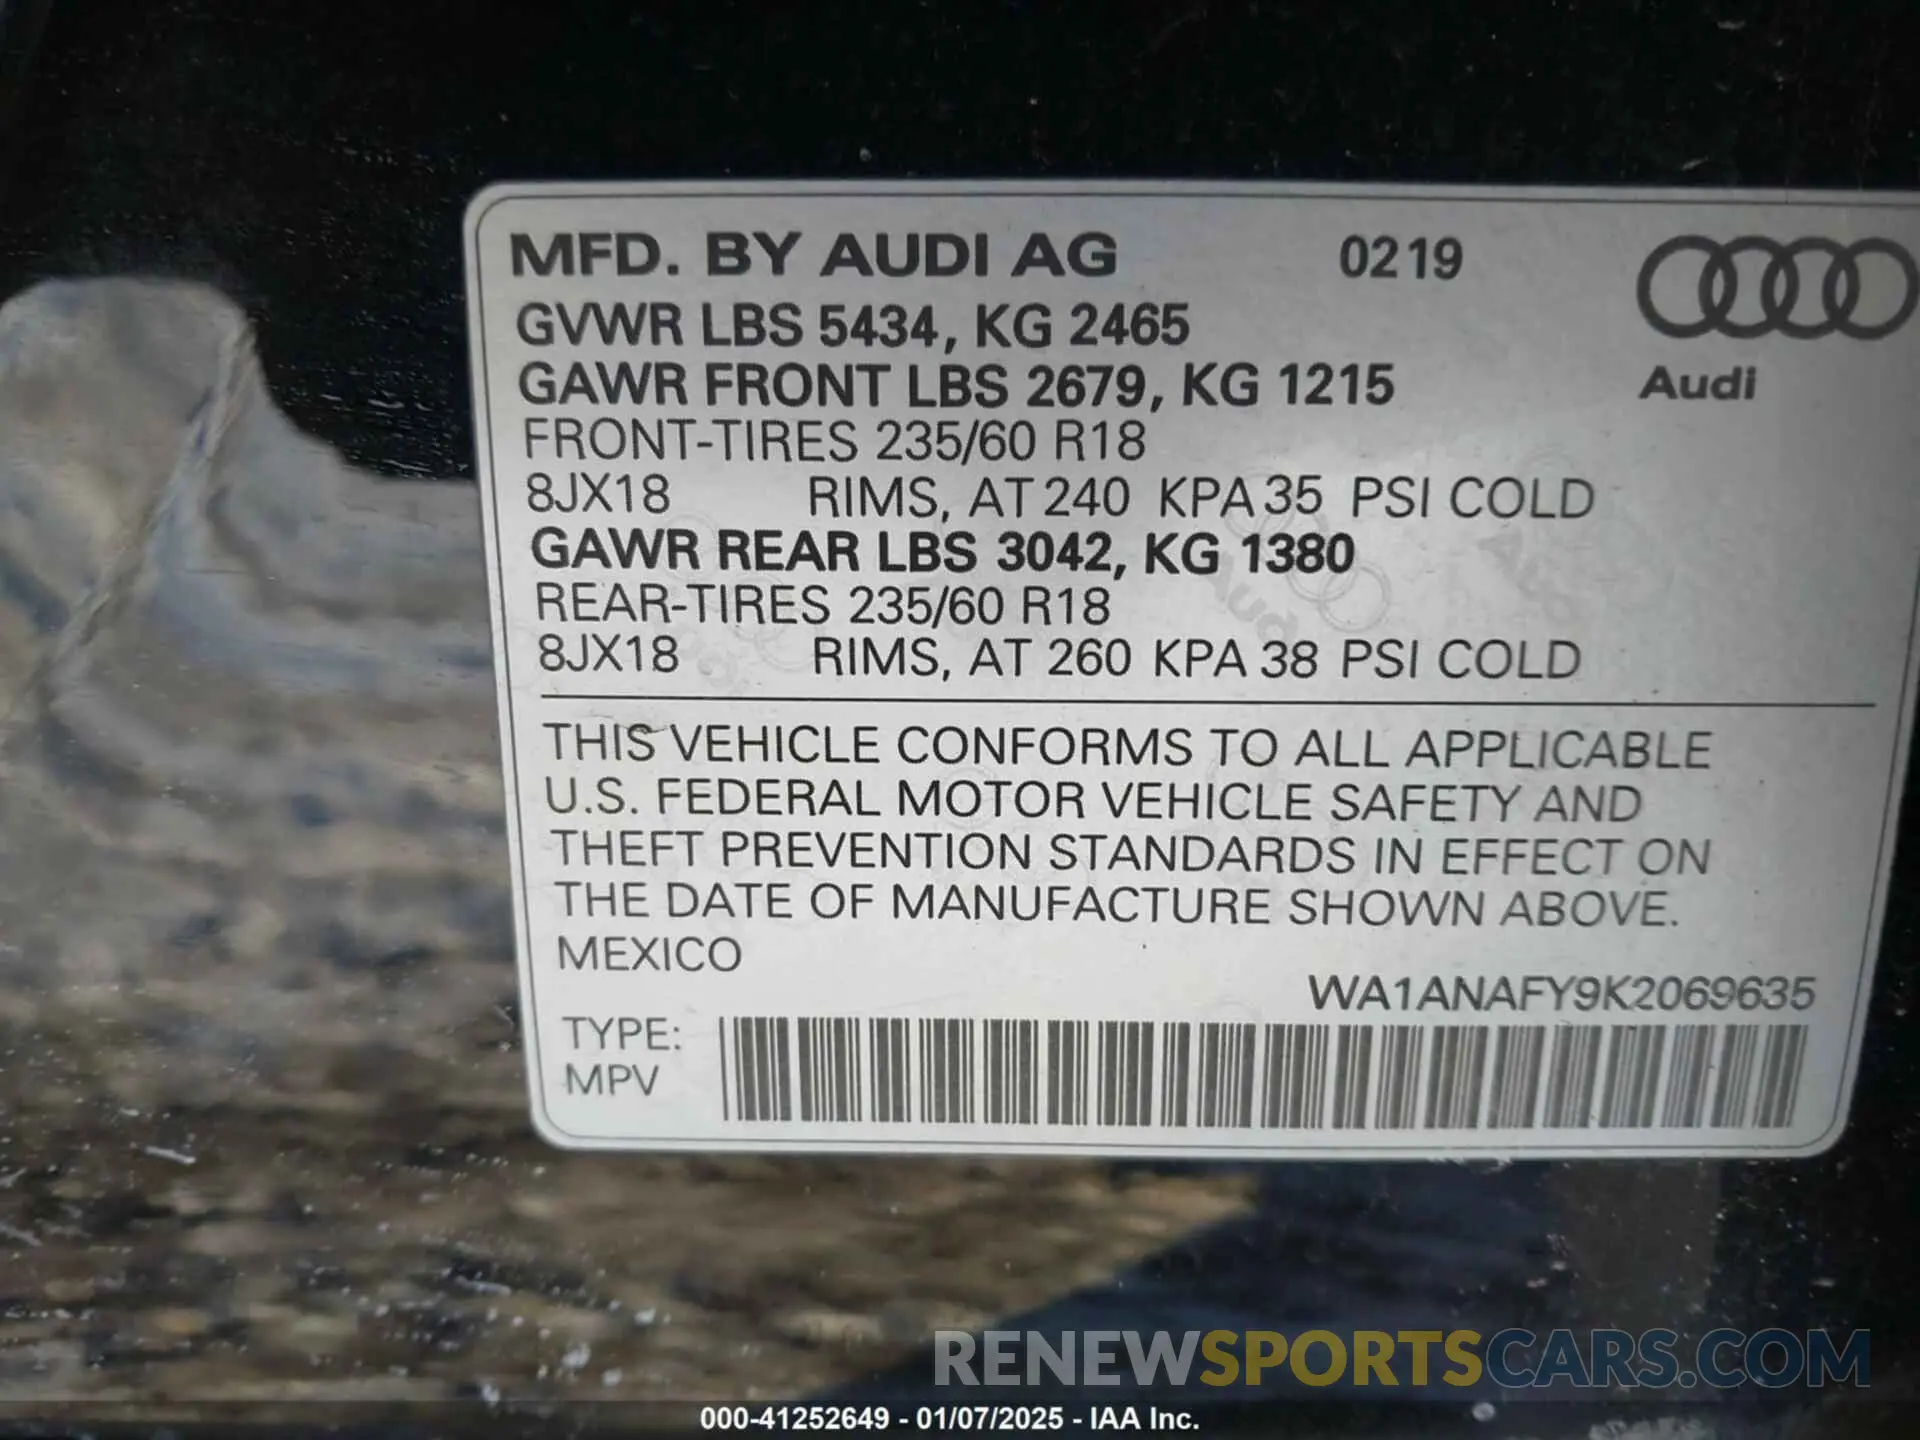 MFD. BY AUDI AG 0219
GVWR LBS 5434, KG 2465
GAWR FRONT LBS 2679, KG 1215
Audi
FRONT-TIRES 235/60 R18
8JX18 RIMS, AT 240 KPA 35 PSI COLD
GAWR REAR LBS 3042, KG 1380
REAR-TIRES 235/60 R18
8JX18 RIMS, AT 260 KPA 38 PSI COLD
THIS VEHICLE CONFORMS TO ALL APPLICABLE
U.S. FEDERAL MOTOR VEHICLE SAFETY AND
THEFT PREVENTION STANDARDS IN EFFECT ON
THE DATE OF MANUFACTURE SHOWN ABOVE.
MEXICO
WA1ANAFY9K2069635
TYPE:
MPV
RENEWSPORTSCARS.COM
000-41252649 - 01/07/2025 - IAA Inc.